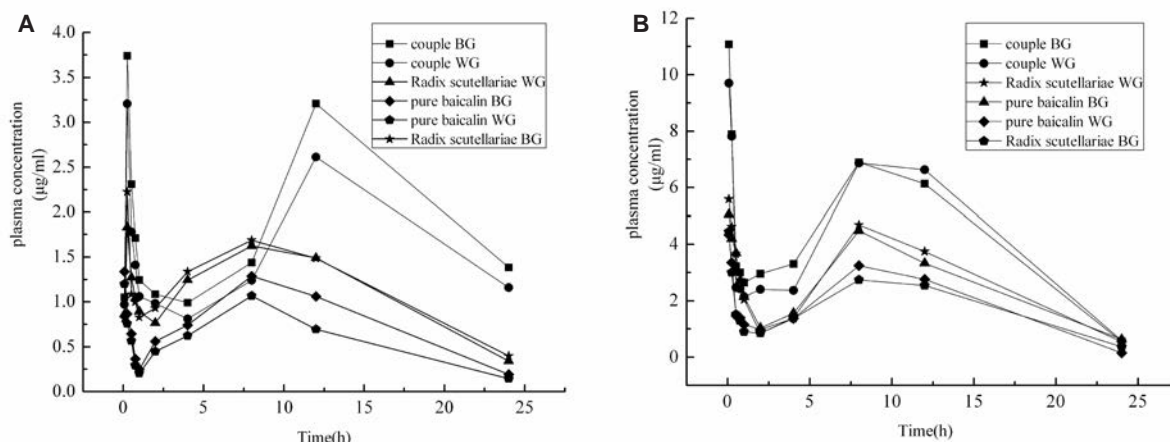 A
4.0
3.5
3.0
2.5
2.0
1.5
1.0
0.5
0.0
plasma concentration
(μg/ml)
0 5 10 15 20 25
Time(h)
couple BG
couple WG
Radix scutellariae WG
pure baicalin BG
pure baicalin WG
Radix scutellariae BG
B
12
10
8
6
4
2
0
plasma concentration
(μg/ml)
0 5 10 15 20 25
Time(h)
couple BG
couple WG
Radix scutellariae WG
pure baicalin BG
pure baicalin WG
Radix scutellariae BG